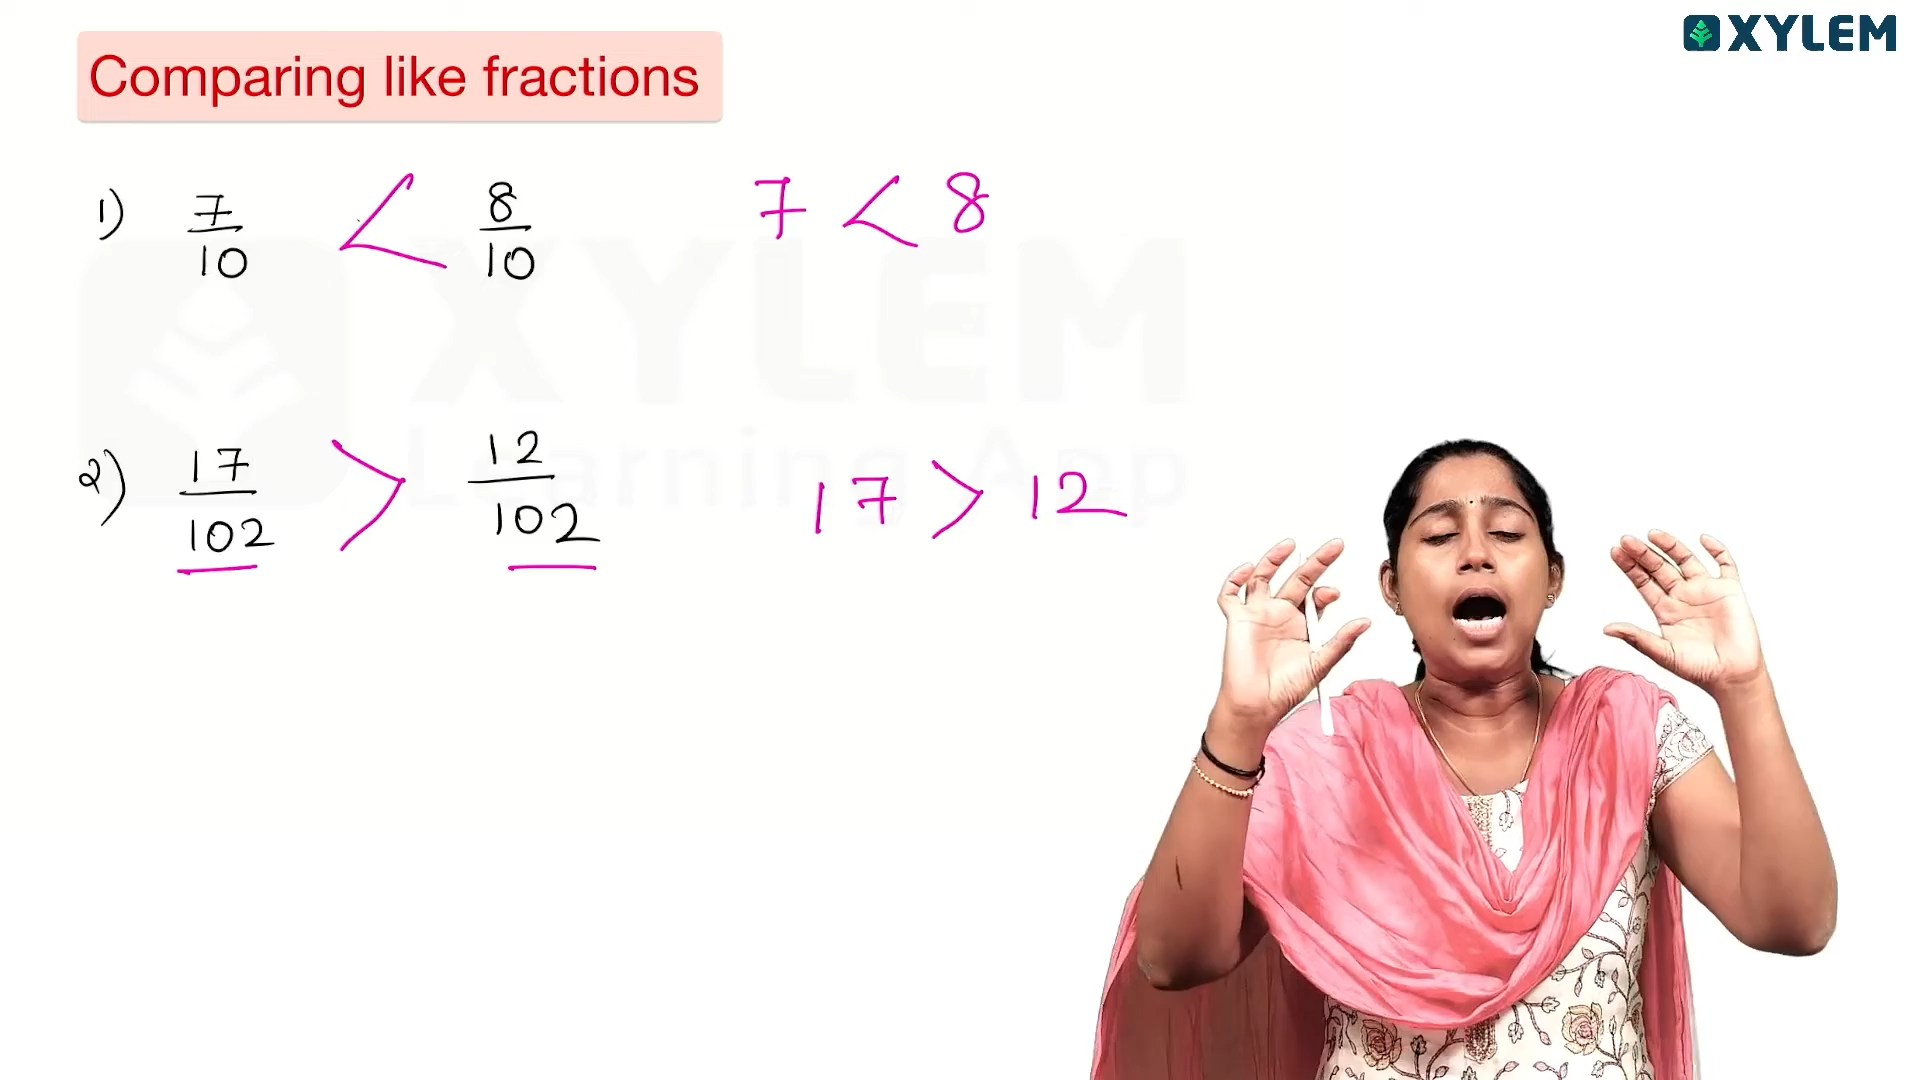 XYLEM
Comparing like fractions
1) 7/10 < 8/10 7 < 8
XYLEM
Learning App
2) 17/102 > 12/102 17 > 12